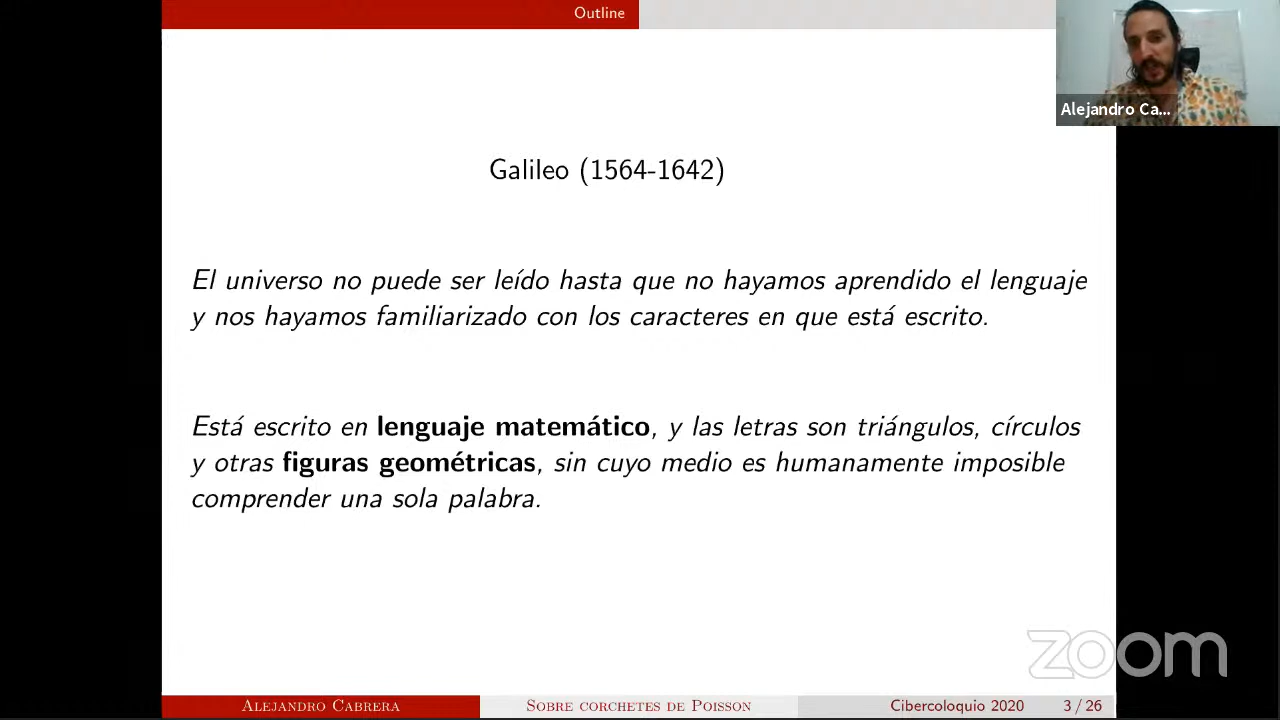 Outline
Alejandro Ca...
Galileo (1564-1642)
El universo no puede ser leído hasta que no hayamos aprendido el lenguaje
y nos hayamos familiarizado con los caracteres en que está escrito.
Está escrito en lenguaje matemático, y las letras son triángulos, círculos
y otras figuras geométricas, sin cuyo medio es humanamente imposible
comprender una sola palabra.
zoom
Alejandro Cabrera Sobre corchetes de Poisson Cibercoloquio 2020 3 / 26